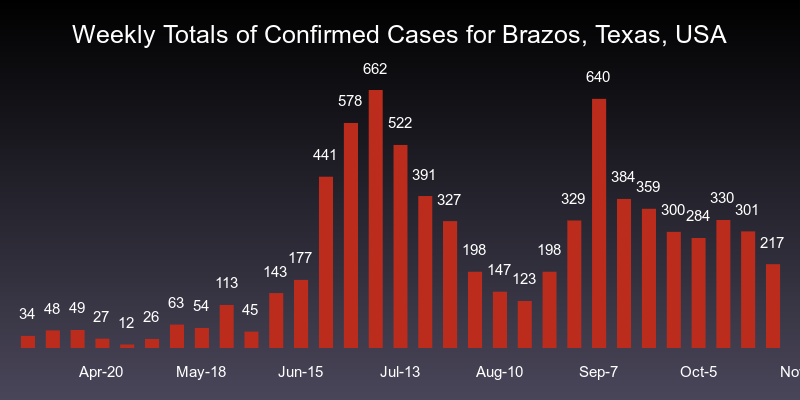 Weekly Totals of Confirmed Cases for Brazos, Texas, USA
34 48 49 27 12 26 63 54 113 45 143 177 441 578 662 522 391 327 198 147 123 198 329 640 384 359 300 284 330 301 217
Apr-20 May-18 Jun-15 Jul-13 Aug-10 Sep-7 Oct-5